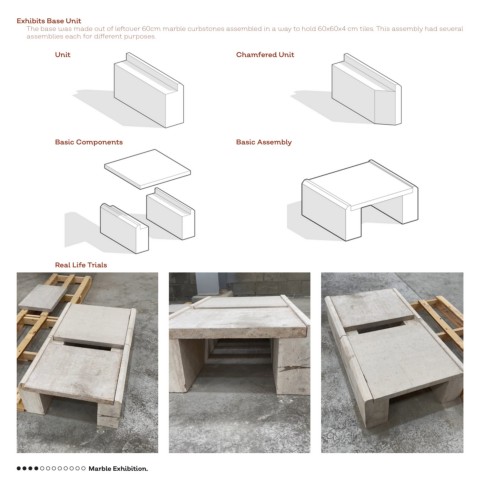 Exhibits Base Unit
The base was made out of leftover 60cm marble curbstones assembled in a way to hold 60x60x4 cm tiles. This assembly had several
assemblies each for different purposes.
Unit
Chamfered Unit
Basic Components
Basic Assembly
Real Life Trials
Marble Exhibition.